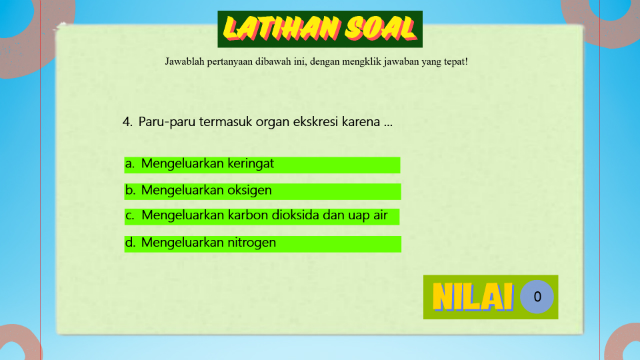 LATIHAN SOAL
Jawablah pertanyaan dibawah ini, dengan mengklik jawaban yang tepat!
4. Paru-paru termasuk organ ekskresi karena ...
a. Mengeluarkan keringat
b. Mengeluarkan oksigen
c. Mengeluarkan karbon dioksida dan uap air
d. Mengeluarkan nitrogen
NILAI 0